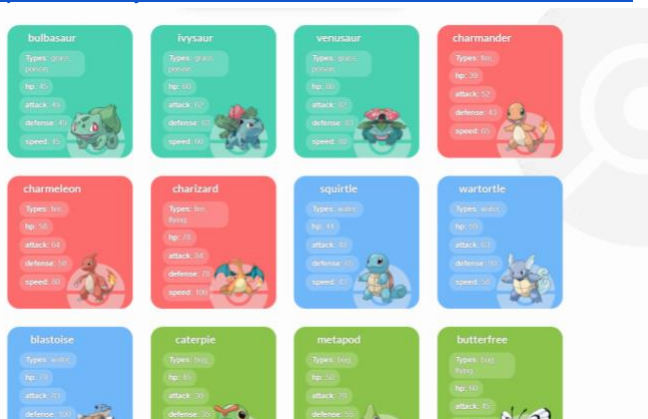 bulbasaur
Types: grass,
poison
hp: 45
attack: 49
defense: 49
speed: 45
ivysaur
Types: grass,
poison
hp: 60
attack: 62
defense: 63
speed: 60
venusaur
Types: grass,
poison
hp: 80
attack: 82
defense: 83
speed: 80
charmander
Types: fire,
hp: 39
attack: 52
defense: 43
speed: 65
charmeleon
Types: fire,
hp: 58
attack: 64
defense: 58
speed: 80
charizard
Types: fire,
flying
hp: 78
attack: 84
defense: 78
speed: 100
squirtle
Types: water,
hp: 44
attack: 48
defense: 65
speed: 43
wartortle
Types: water,
hp: 59
attack: 63
defense: 80
speed: 58
blastoise
Types: water,
hp: 79
attack: 83
defense: 100
caterpie
Types: bug,
hp: 45
attack: 30
defense: 35
metapod
Types: bug,
hp: 50
attack: 20
defense: 55
butterfree
Types: bug,
flying
hp: 60
attack: 45